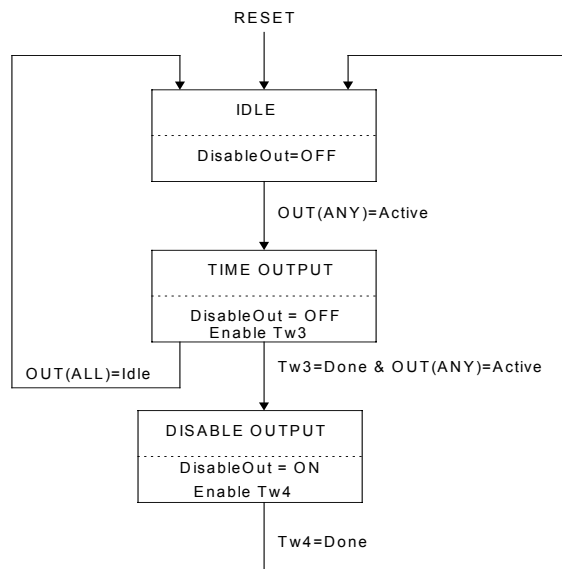 RESET
IDLE
DisableOut=OFF
OUT(ANY)=Active
TIME OUTPUT
DisableOut = OFF
Enable Tw3
OUT(ALL)=Idle
Tw3=Done & OUT(ANY)=Active
DISABLE OUTPUT
DisableOut = ON
Enable Tw4
Tw4=Done